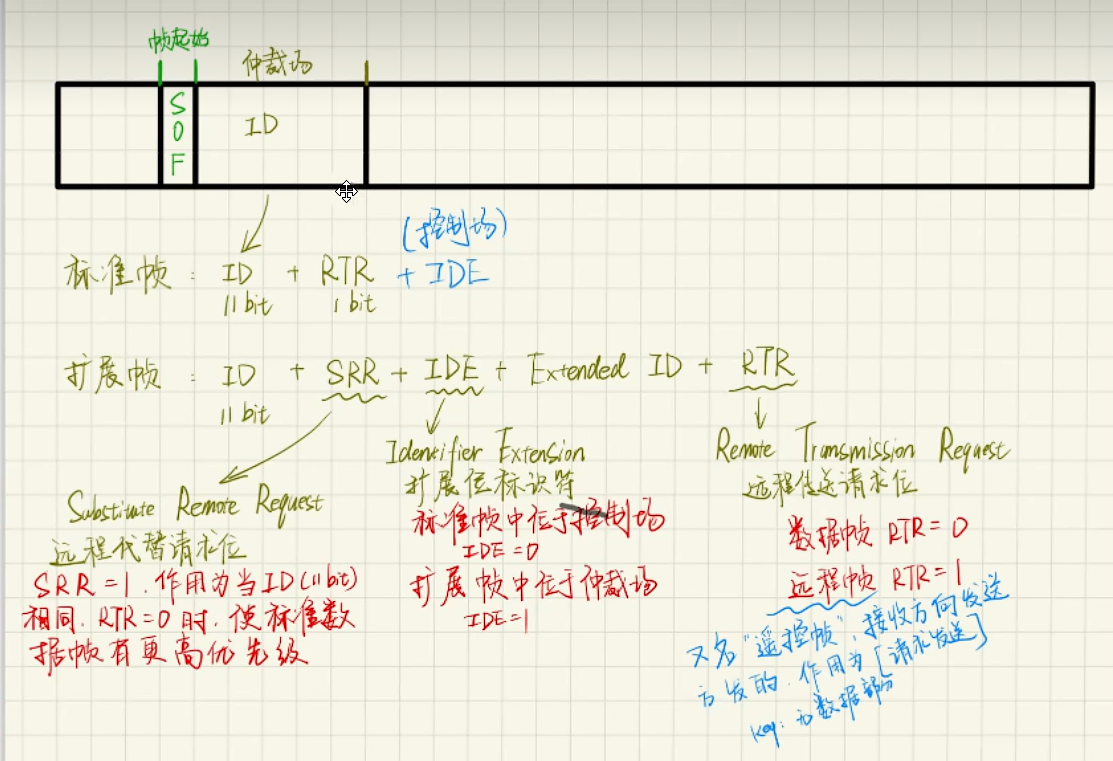 帧起始
仲裁场
SOF
ID
(控制场)
标准帧: ID + RTR + IDE
11 bit 1 bit
扩展帧: ID + SRR + IDE + Extended ID + RTR
11 bit
Identifier Extension
扩展位标识符
标准帧中位于控制场
IDE=0
扩展帧中位于仲裁场
IDE=1
Remote Transmission Request
远程传送请求位
数据帧 RTR=0
远程帧 RTR=1
又名"遥控帧",接收方向发送
方发的.作用为[请求发送]
key:无数据部分
Substitute Remote Request
远程代替请求位
SRR=1.作用为当ID(11bit)
相同.RTR=0时.使标准数
据帧有更高优先级